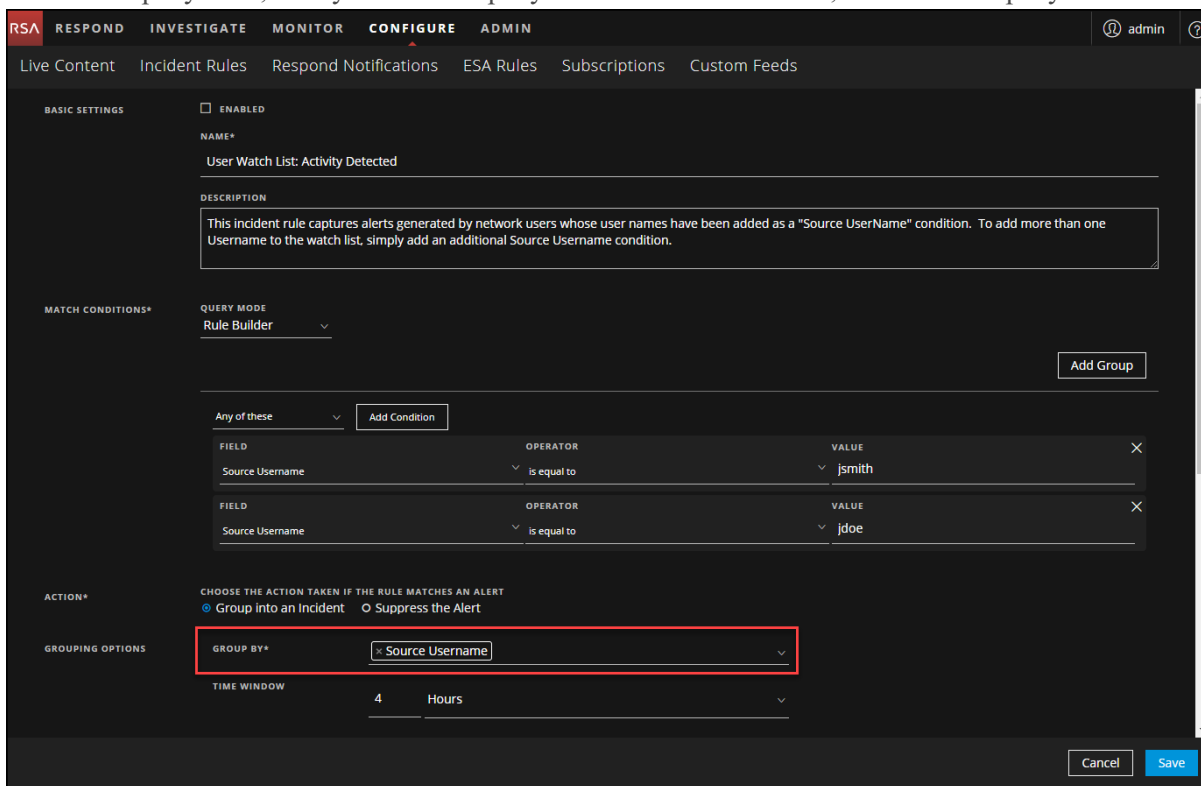 RSA RESPOND INVESTIGATE MONITOR CONFIGURE ADMIN admin ?
Live Content Incident Rules Respond Notifications ESA Rules Subscriptions Custom Feeds
BASIC SETTINGS ENABLED
NAME*
User Watch List: Activity Detected
DESCRIPTION
This incident rule captures alerts generated by network users whose user names have been added as a "Source UserName" condition. To add more than one
Username to the watch list, simply add an additional Source Username condition.
MATCH CONDITIONS* QUERY MODE
Rule Builder
Add Group
Any of these Add Condition
FIELD OPERATOR VALUE
Source Username is equal to jsmith
FIELD OPERATOR VALUE
Source Username is equal to jdoe
ACTION* CHOOSE THE ACTION TAKEN IF THE RULE MATCHES AN ALERT
Group into an Incident Suppress the Alert
GROUPING OPTIONS GROUP BY* × Source Username
TIME WINDOW
4 Hours
Cancel Save